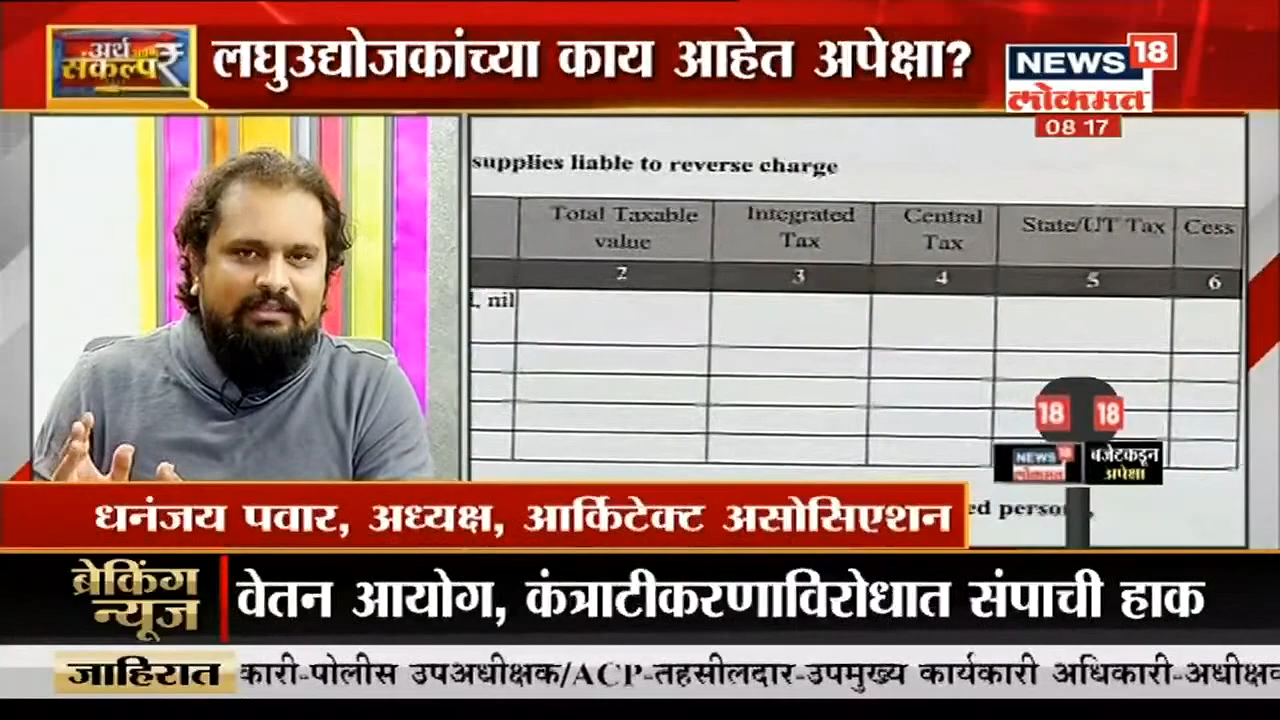 अर्थ
संकल्प
लघुउद्योजकांच्या काय आहेत अपेक्षा?
NEWS 18
लोकमत
08 17
supplies liable to reverse charge
Total Taxable value
Integrated Tax
Central Tax
State/UT Tax
Cess
2
3
4
5
6
nil
18 18
NEWS 18
लोकमत
बजेटकडून
अपेक्षा
धनंजय पवार, अध्यक्ष, आर्किटेक्ट असोसिएशन
ed perso
ब्रेकिंग
न्यूज
वेतन आयोग, कंत्राटीकरणाविरोधात संपाची हाक
जाहिरात
कारी-पोलीस उपअधीक्षक/ACP-तहसीलदार-उपमुख्य कार्यकारी अधिकारी-अधीक्षक